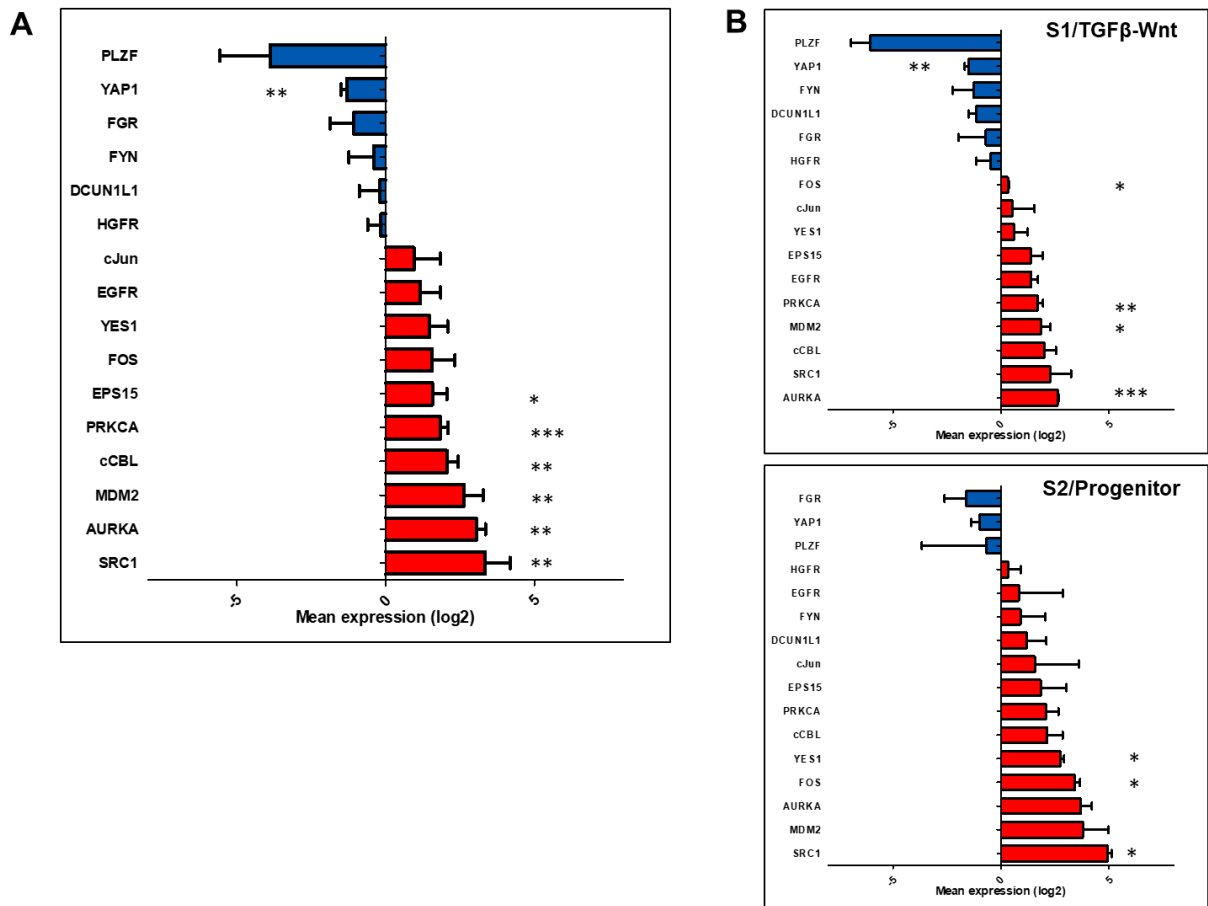 A
PLZF
YAP1
**
FGR
FYN
DCUN1L1
HGFR
cJun
EGFR
YES1
FOS
EPS15
*
PRKCA
***
cCBL
**
MDM2
**
AURKA
**
SRC1
**
-5
0
5
Mean expression (log2)
B
S1/TGFβ-Wnt
PLZF
YAP1
**
FYN
DCUN1L1
FGR
HGFR
FOS
*
cJun
YES1
EPS15
EGFR
PRKCA
**
MDM2
*
cCBL
SRC1
AURKA
***
-5
0
5
Mean expression (log2)
S2/Progenitor
FGR
YAP1
PLZF
HGFR
EGFR
FYN
DCUN1L1
cJun
EPS15
PRKCA
cCBL
YES1
*
FOS
*
AURKA
MDM2
SRC1
*
-5
0
5
Mean expression (log2)